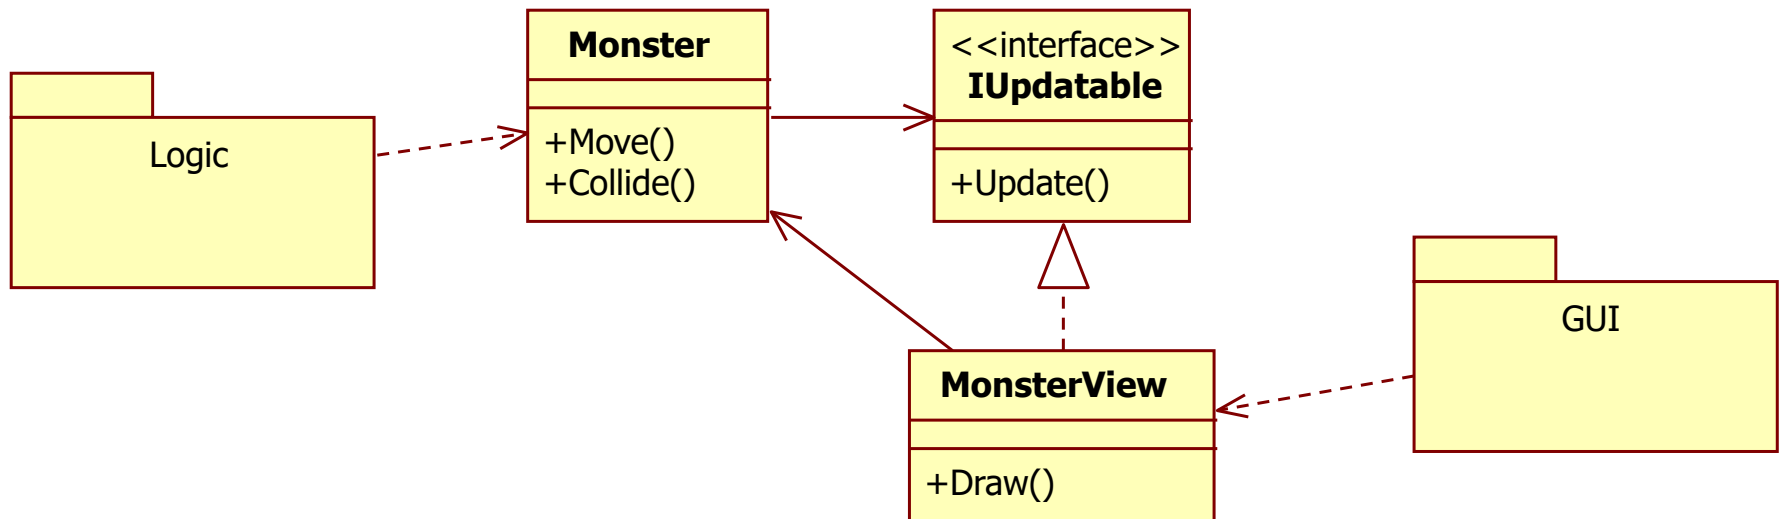 Logic
Monster
+Move()
+Collide()
<<interface>>
IUpdatable
+Update()
MonsterView
+Draw()
GUI